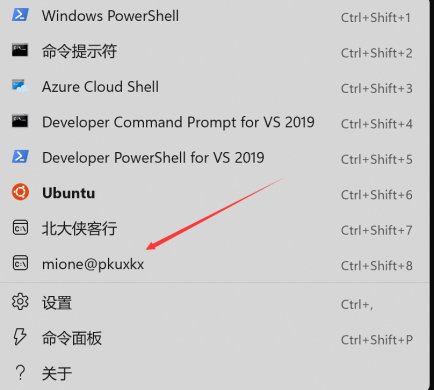 Windows PowerShell Ctrl+Shift+1
命令提示符 Ctrl+Shift+2
Azure Cloud Shell Ctrl+Shift+3
Developer Command Prompt for VS 2019 Ctrl+Shift+4
Developer PowerShell for VS 2019 Ctrl+Shift+5
Ubuntu Ctrl+Shift+6
北大侠客行 Ctrl+Shift+7
mione@pkuxkx Ctrl+Shift+8
设置 Ctrl+,
命令面板 Ctrl+Shift+P
关于